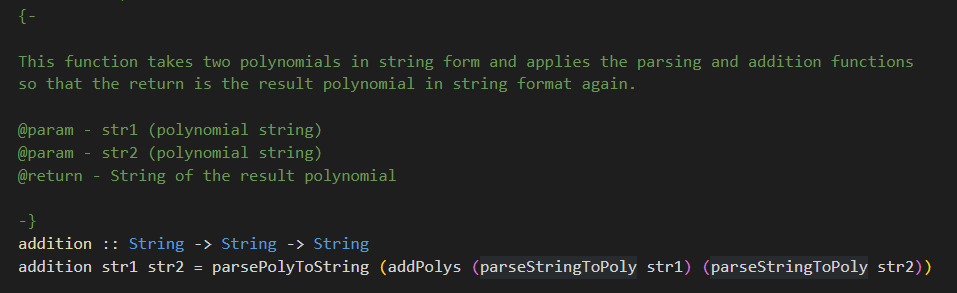 {-
This function takes two polynomials in string form and applies the parsing and addition functions
so that the return is the result polynomial in string format again.
@param - str1 (polynomial string)
@param - str2 (polynomial string)
@return - String of the result polynomial
-}
addition :: String -> String -> String
addition str1 str2 = parsePolyToString (addPolys (parseStringToPoly str1) (parseStringToPoly str2))